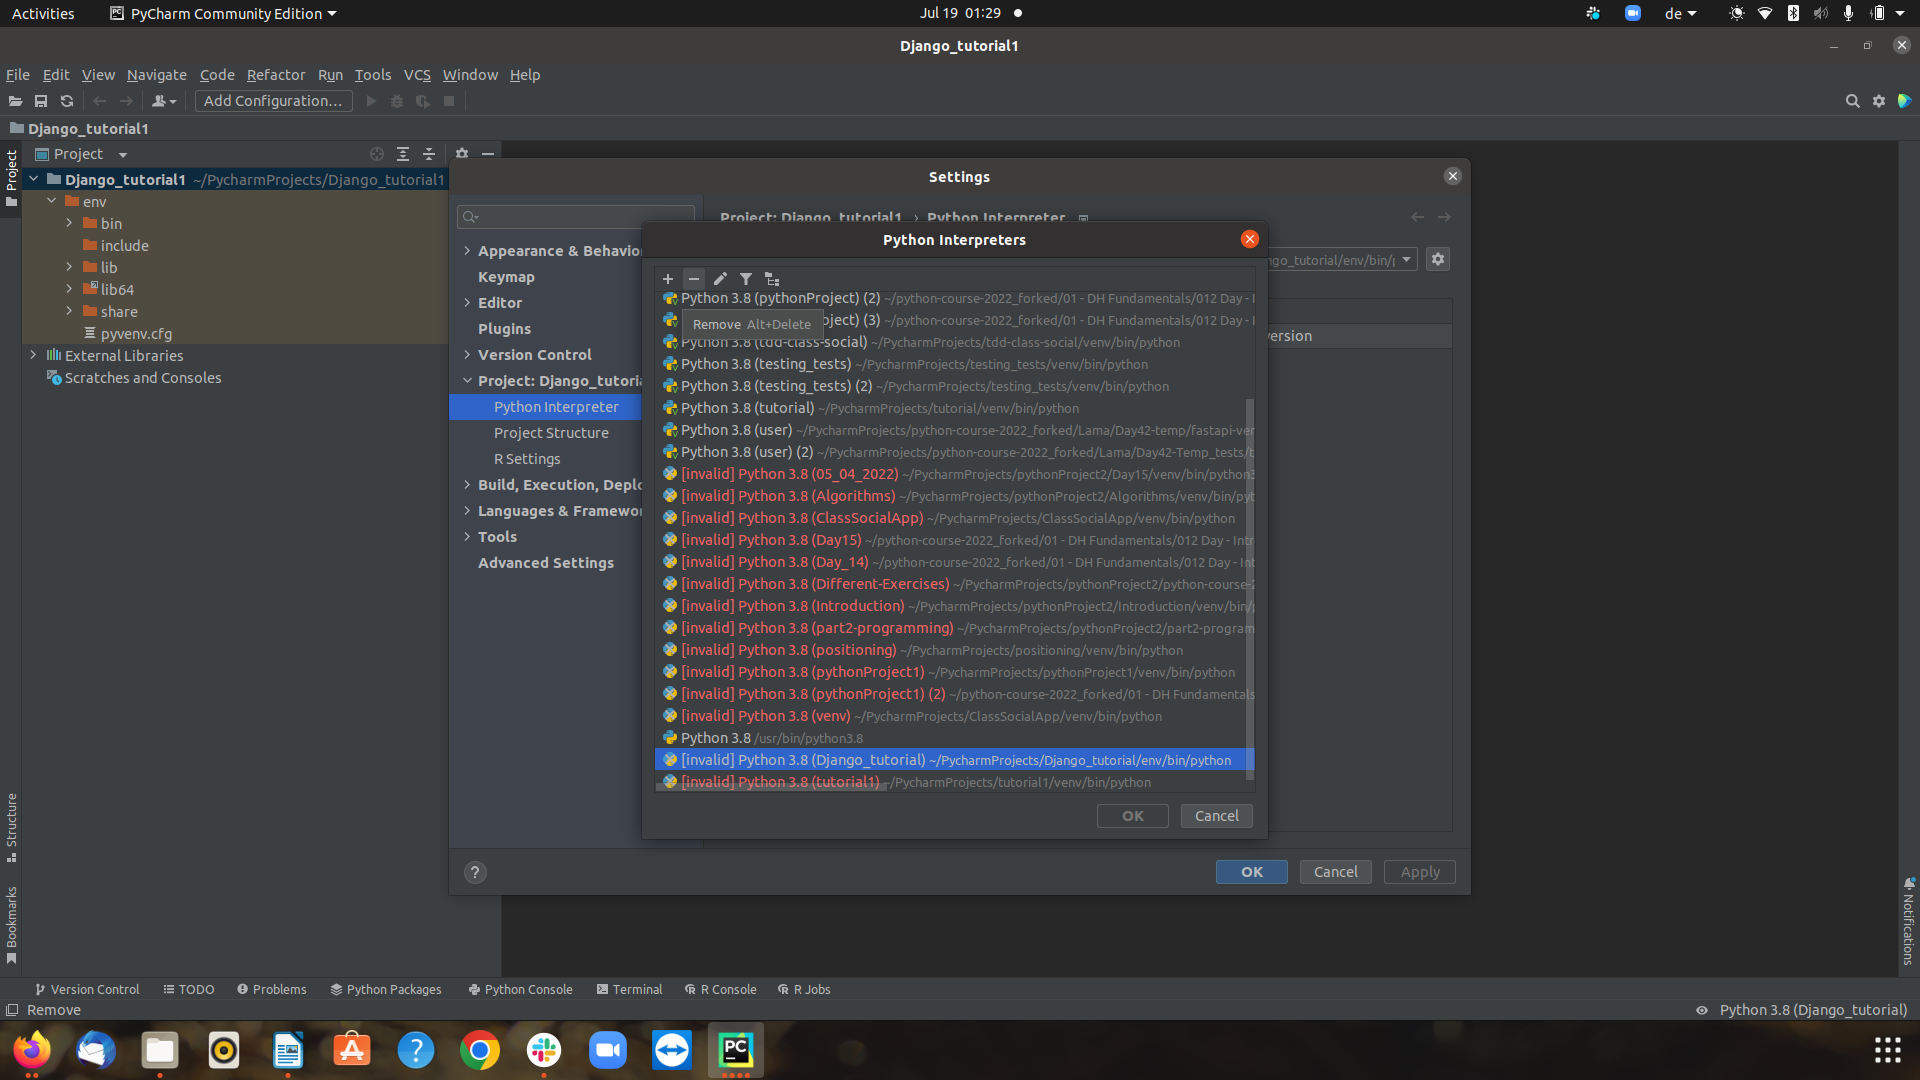 Activities
PyCharm Community Edition
Jul 19 01:29
de
Django_tutorial1
File Edit View Navigate Code Refactor Run Tools VCS Window Help
Add Configuration...
Django_tutorial1
Project
Project
Django_tutorial1 ~/PycharmProjects/Django_tutorial1
env
bin
include
lib
lib64
share
pyvenv.cfg
External Libraries
Scratches and Consoles
Structure
Bookmarks
Settings
Appearance & Behavior
Keymap
Editor
Plugins
Version Control
Project: Django_tutoria
Python Interpreter
Project Structure
R Settings
Build, Execution, Deplo
Languages & Framewor
Tools
Advanced Settings
Project: Django_tutorial1 › Python Interpreter
ngo_tutorial/env/bin/
version
Python Interpreters
Python 3.8 (pythonProject) (2) ~/python-course-2022_forked/01 - DH Fundamentals/012 Day - I
oject) (3) ~/python-course-2022_forked/01 - DH Fundamentals/012 Day - I
Remove Alt+Delete
Python 3.8 (tdd-class-social) ~/PycharmProjects/tdd-class-social/venv/bin/python
Python 3.8 (testing_tests) ~/PycharmProjects/testing_tests/venv/bin/python
Python 3.8 (testing_tests) (2) ~/PycharmProjects/testing_tests/venv/bin/python
Python 3.8 (tutorial) ~/PycharmProjects/tutorial/venv/bin/python
Python 3.8 (user) ~/PycharmProjects/python-course-2022_forked/Lama/Day42-temp/fastapi-ver
Python 3.8 (user) (2) ~/PycharmProjects/python-course-2022_forked/Lama/Day42-Temp_tests/t
[invalid] Python 3.8 (05_04_2022) ~/PycharmProjects/pythonProject2/Day15/venv/bin/python3
[invalid] Python 3.8 (Algorithms) ~/PycharmProjects/pythonProject2/Algorithms/venv/bin/pyt
[invalid] Python 3.8 (ClassSocialApp) ~/PycharmProjects/ClassSocialApp/venv/bin/python
[invalid] Python 3.8 (Day15) ~/python-course-2022_forked/01 - DH Fundamentals/012 Day - Intr
[invalid] Python 3.8 (Day_14) ~/python-course-2022_forked/01 - DH Fundamentals/012 Day - Int
[invalid] Python 3.8 (Different-Exercises) ~/PycharmProjects/pythonProject2/python-course-2
[invalid] Python 3.8 (Introduction) ~/PycharmProjects/pythonProject2/Introduction/venv/bin/p
[invalid] Python 3.8 (part2-programming) ~/PycharmProjects/pythonProject2/part2-program
[invalid] Python 3.8 (positioning) ~/PycharmProjects/positioning/venv/bin/python
[invalid] Python 3.8 (pythonProject1) ~/PycharmProjects/pythonProject1/venv/bin/python
[invalid] Python 3.8 (pythonProject1) (2) ~/python-course-2022_forked/01 - DH Fundamentals
[invalid] Python 3.8 (venv) ~/PycharmProjects/ClassSocialApp/venv/bin/python
Python 3.8 /usr/bin/python3.8
[invalid] Python 3.8 (Django_tutorial) ~/PycharmProjects/Django_tutorial/env/bin/python
[invalid] Python 3.8 (tutorial1) ~/PycharmProjects/tutorial1/venv/bin/python
OK Cancel
? OK Cancel Apply
Notifications
Version Control TODO Problems Python Packages Python Console Terminal R Console R Jobs
Remove
Python 3.8 (Django_tutorial)